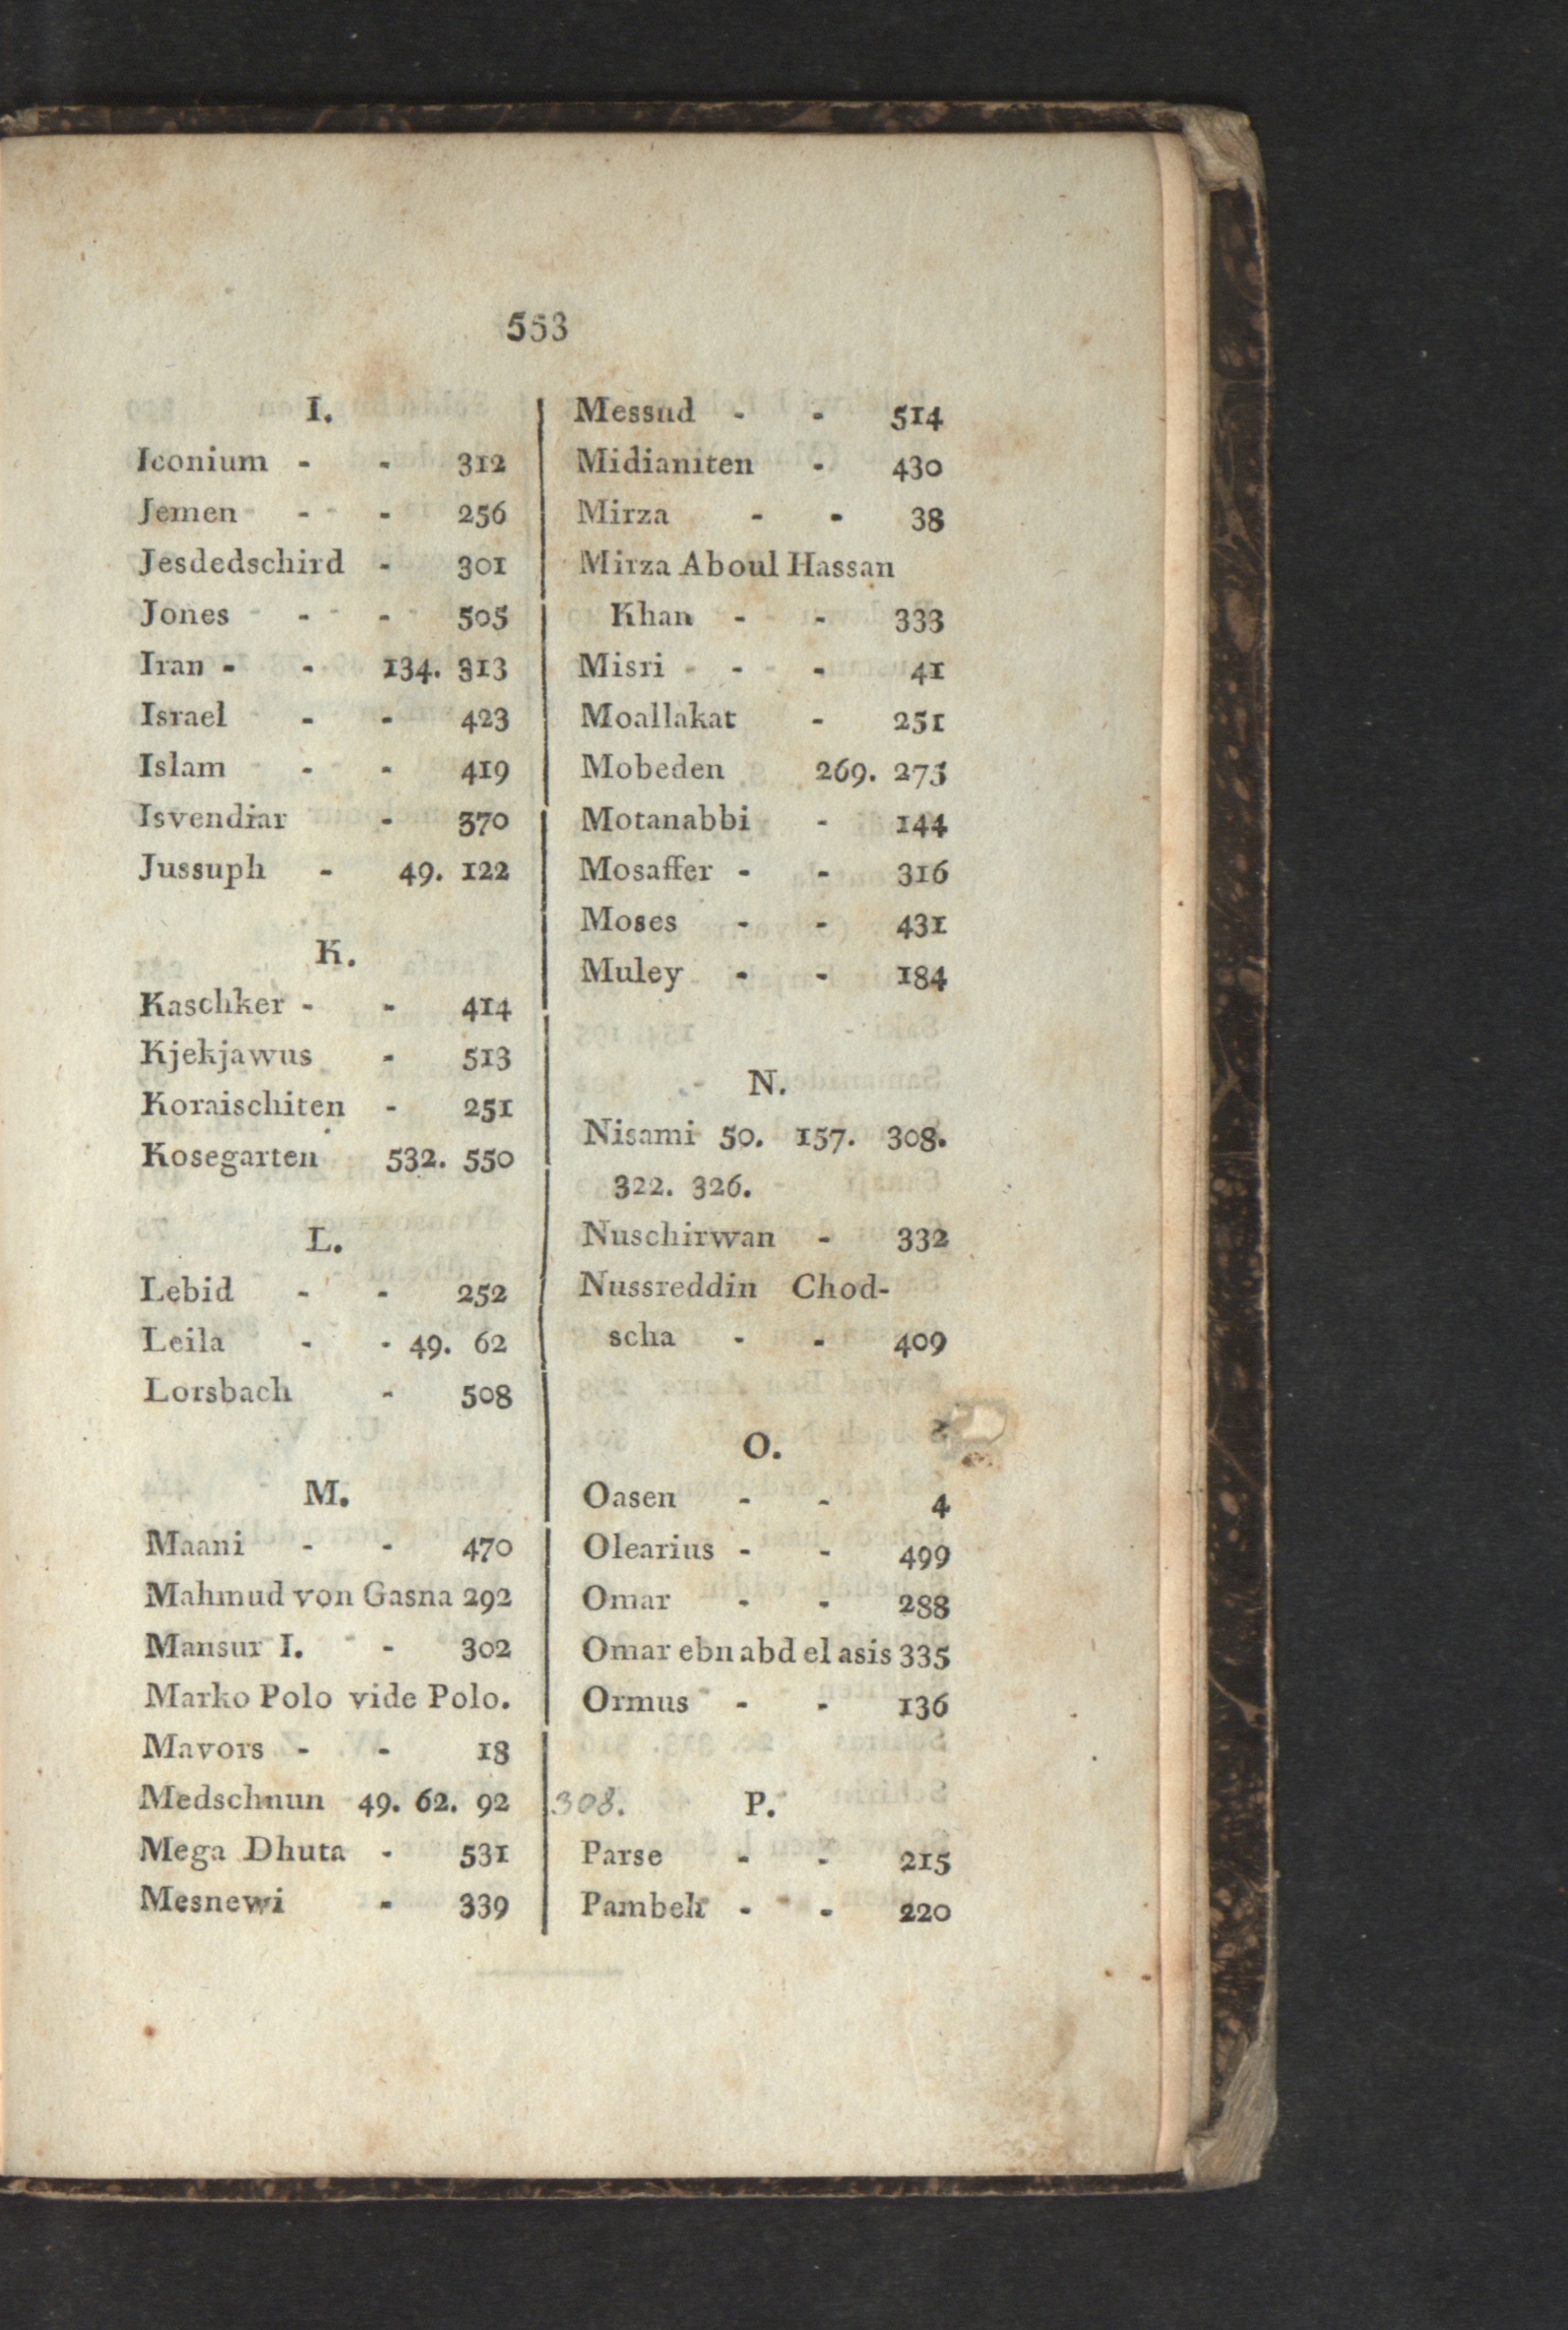 553
I.
Iconium - - 312
Jemen - - 256
Jesdedschird - 301
Jones - - 505
Iran - - 134. 313
Israel - - 423
Islam - - 419
Isvendiar - 370
Jussuph - 49. 122
K.
Kaschker - - 414
Kjekjawus - 513
Koraischiten - 251
Kosegarten 532. 550
L.
Lebid - - 252
Leila - - 49. 62
Lorsbach - 508
M.
Maani - - 470
Mahmud von Gasna 292
Mansur I. - 302
Marko Polo vide Polo.
Mavors - - 18
Medschnun 49. 62. 92 308.
Mega Dhuta - 531
Mesnewi - 339
Messud - - 514
Midianiten - 430
Mirza - - 38
Mirza Aboul Hassan
Khan - - 333
Misri - - 41
Moallakat - 251
Mobeden 269. 275
Motanabbi - 144
Mosaffer - - 316
Moses - - 431
Muley - - 184
N.
Nisami 50. 157. 308.
322. 326.
Nuschirwan - 332
Nussreddin Chod-
scha - - 409
O.
Oasen - - 4
Olearius - - 499
Omar - - 288
Omar ebn abd el asis 335
Ormus - - 136
P.
Parse - - 215
Pambeh - - 220